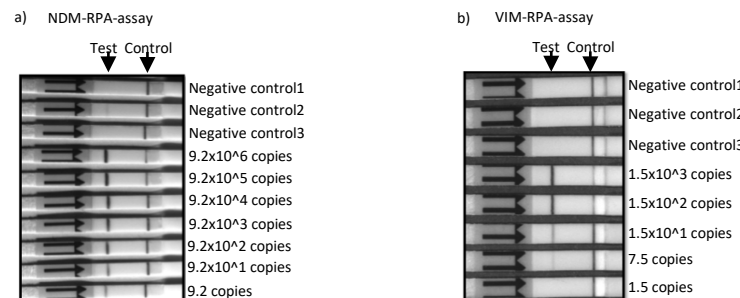 a) NDM-RPA-assay
Test Control
Negative control1
Negative control2
Negative control3
9.2x10^6 copies
9.2x10^5 copies
9.2x10^4 copies
9.2x10^3 copies
9.2x10^2 copies
9.2x10^1 copies
9.2 copies
b) VIM-RPA-assay
Test Control
Negative control1
Negative control2
Negative control3
1.5x10^3 copies
1.5x10^2 copies
1.5x10^1 copies
7.5 copies
1.5 copies